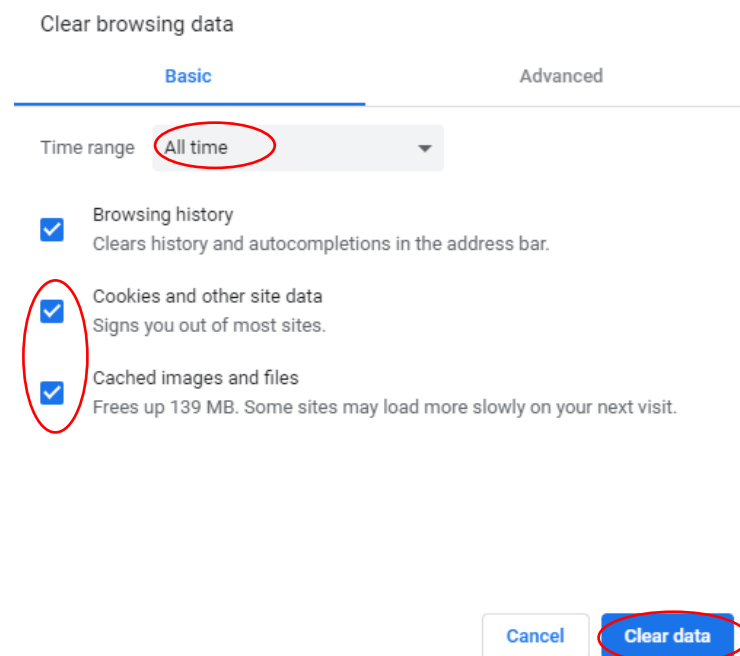 Clear browsing data
Basic Advanced
Time range All time
Browsing history
Clears history and autocompletions in the address bar.
Cookies and other site data
Signs you out of most sites.
Cached images and files
Frees up 139 MB. Some sites may load more slowly on your next visit.
Cancel Clear data